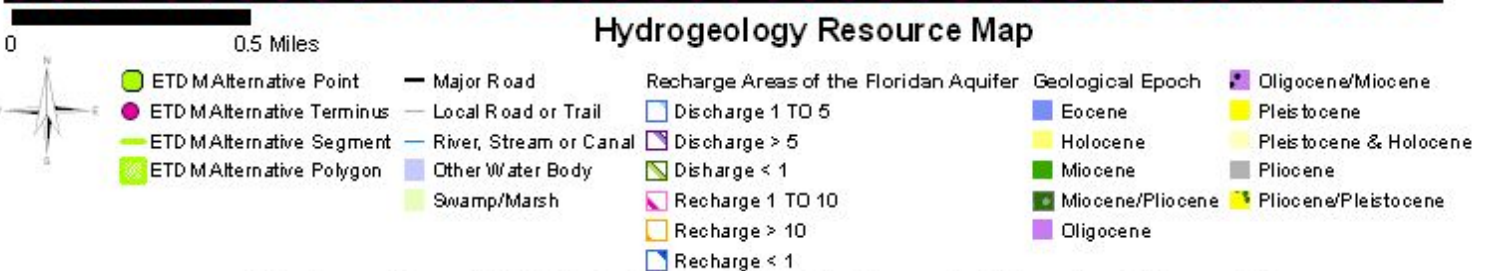 Hydrogeology Resource Map
0 0.5 Miles
N
E
S
ETDM Alternative Point
ETDM Alternative Terminus
ETDM Alternative Segment
ETDM Alternative Polygon
Major Road
Local Road or Trail
River, Stream or Canal
Other Water Body
Swamp/Marsh
Recharge Areas of the Floridan Aquifer
Discharge 1 TO 5
Discharge > 5
Disharge < 1
Recharge 1 TO 10
Recharge > 10
Recharge < 1
Geological Epoch
Eocene
Holocene
Miocene
Miocene/Pliocene
Oligocene
Oligocene/Miocene
Pleistocene
Pleistocene & Holocene
Pliocene
Pliocene/Pleistocene